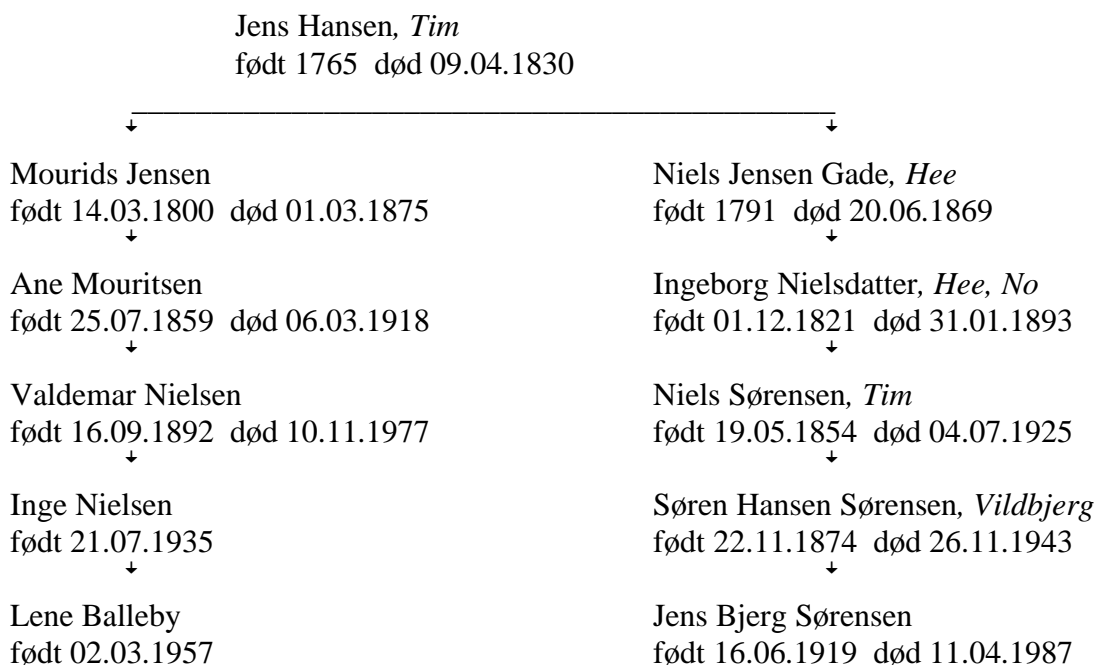 Jens Hansen, Tim
født 1765 død 09.04.1830
Mourids Jensen
født 14.03.1800 død 01.03.1875
Niels Jensen Gade, Hee
født 1791 død 20.06.1869
Ane Mouritsen
født 25.07.1859 død 06.03.1918
Ingeborg Nielsdatter, Hee, No
født 01.12.1821 død 31.01.1893
Valdemar Nielsen
født 16.09.1892 død 10.11.1977
Niels Sørensen, Tim
født 19.05.1854 død 04.07.1925
Inge Nielsen
født 21.07.1935
Søren Hansen Sørensen, Vildbjerg
født 22.11.1874 død 26.11.1943
Lene Balleby
født 02.03.1957
Jens Bjerg Sørensen
født 16.06.1919 død 11.04.1987